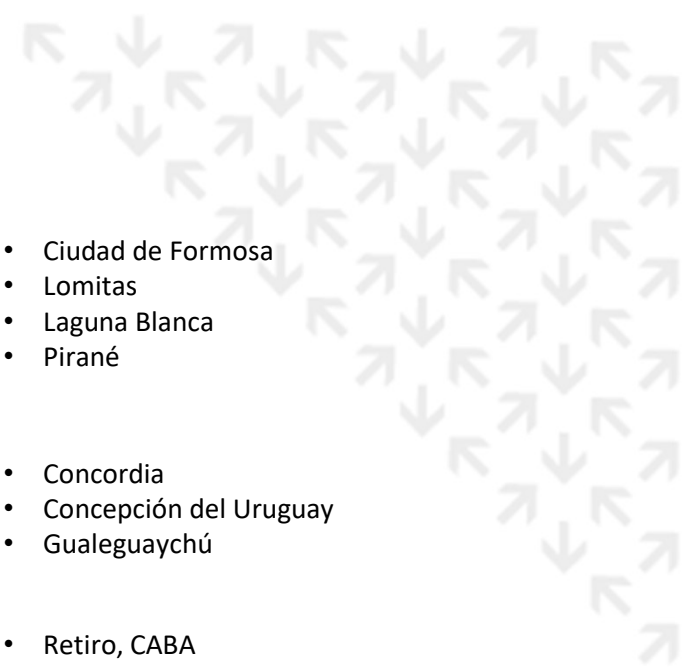 • Ciudad de Formosa
• Lomitas
• Laguna Blanca
• Pirané
• Concordia
• Concepción del Uruguay
• Gualeguaychú
• Retiro, CABA